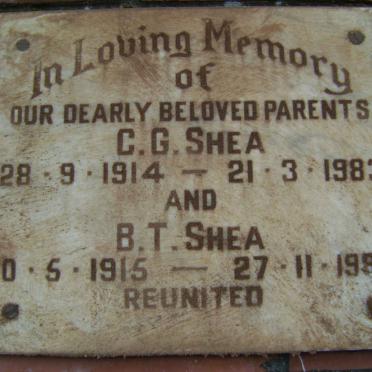 In Loving Memory
of
OUR DEARLY BELOVED PARENTS
C.G. SHEA
28 · 9 · 1914 — 21 · 3 · 1983
AND
B.T. SHEA
0 · 5 · 1915 — 27 · 11 · 198
REUNITED